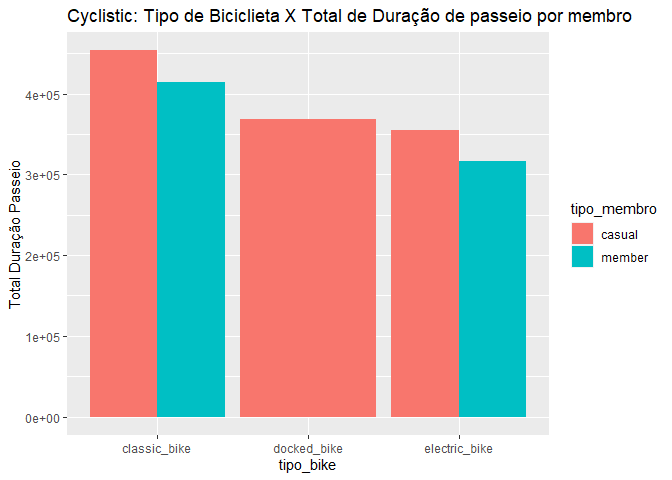 Cyclistic: Tipo de Biciclieta X Total de Duração de passeio por membro
Total Duração Passeio
4e+05
3e+05
2e+05
1e+05
0e+00
classic_bike
docked_bike
electric_bike
tipo_bike
tipo_membro
casual
member